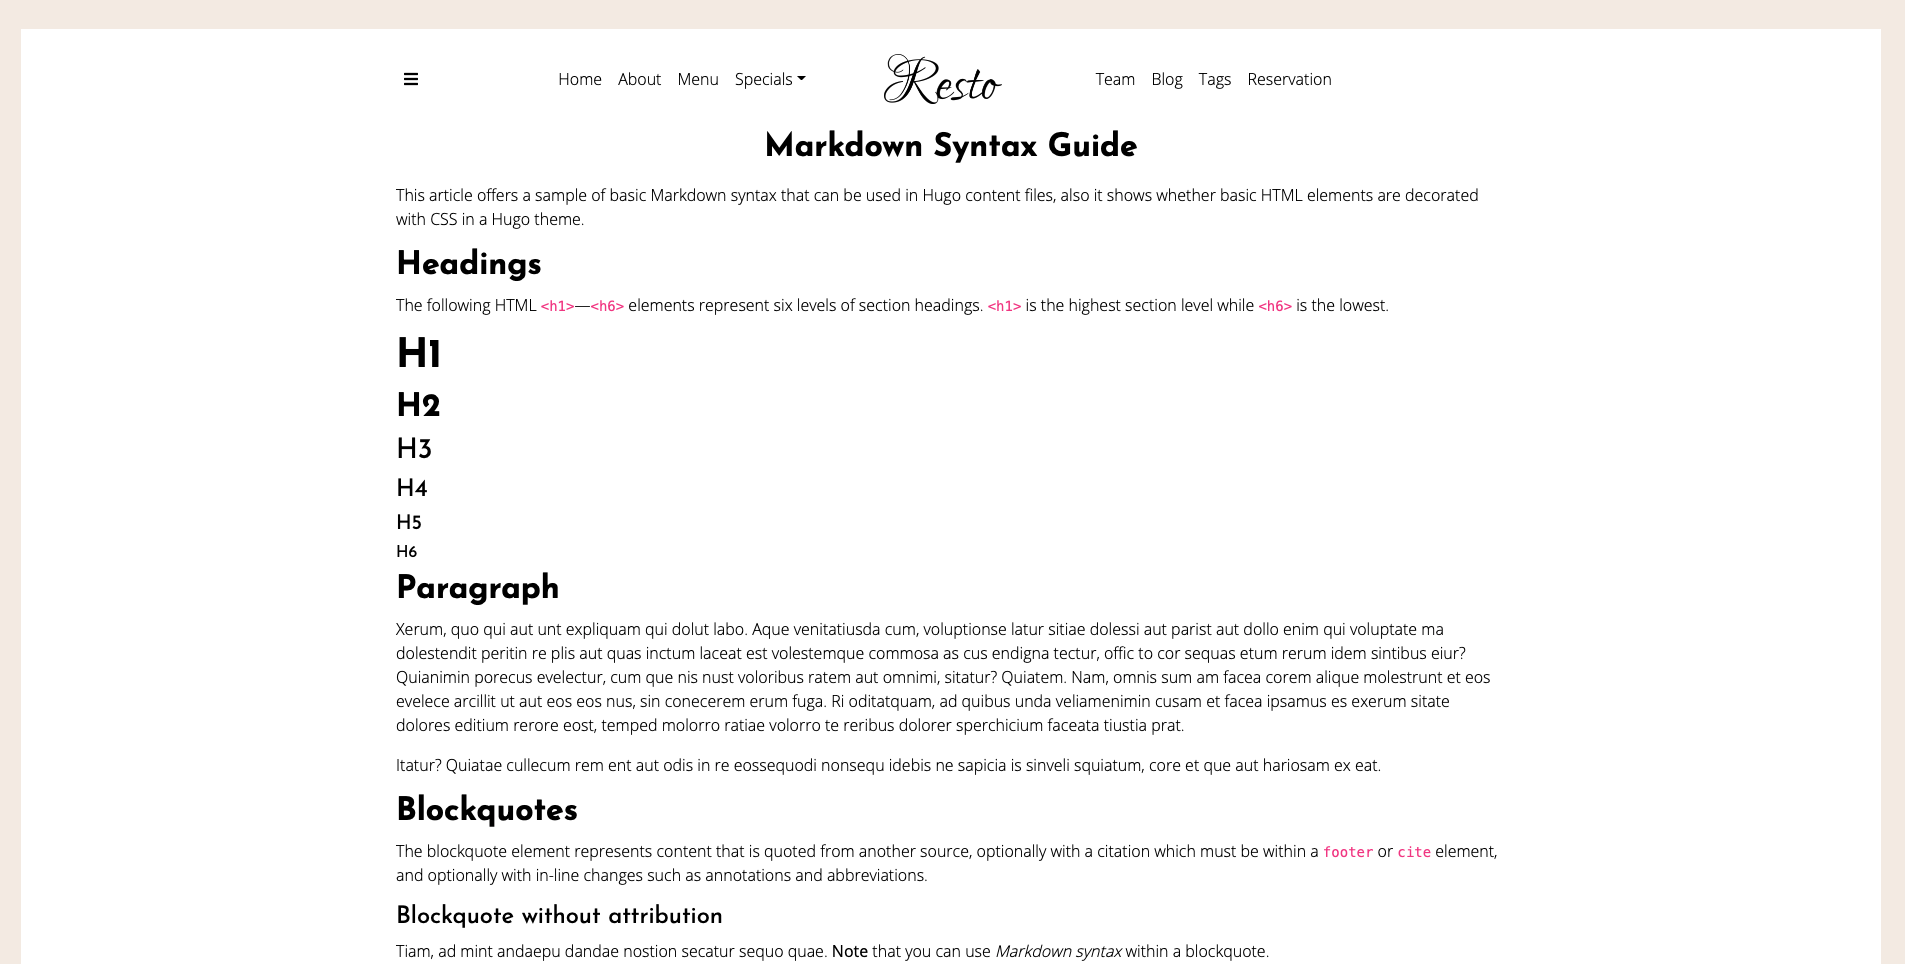 Home About Menu Specials Resto Team Blog Tags Reservation
Markdown Syntax Guide
This article offers a sample of basic Markdown syntax that can be used in Hugo content files, also it shows whether basic HTML elements are decorated
with CSS in a Hugo theme.
Headings
The following HTML <h1>—<h6> elements represent six levels of section headings. <h1> is the highest section level while <h6> is the lowest.
H1
H2
H3
H4
H5
H6
Paragraph
Xerum, quo qui aut unt expliquam qui dolut labo. Aque venitatiusda cum, voluptionse latur sitiae dolessi aut parist aut dollo enim qui voluptate ma
dolestendit peritin re plis aut quas inctum laceat est volestemque commosa as cus endigna tectur, offic to cor sequas etum rerum idem sintibus eiur?
Quianimin porecus evelectur, cum que nis nust voloribus ratem aut omnimi, sitatur? Quiatem. Nam, omnis sum am facea corem alique molestrunt et eos
evelece arcillit ut aut eos eos nus, sin conecerem erum fuga. Ri oditatquam, ad quibus unda veliamenimin cusam et facea ipsamus es exerum sitate
dolores editium rerore eost, temped molorro ratiae volorro te reribus dolorer sperchicium faceata tiustia prat.
Itatur? Quiatae cullecum rem ent aut odis in re eossequodi nonsequ idebis ne sapicia is sinveli squiatum, core et que aut hariosam ex eat.
Blockquotes
The blockquote element represents content that is quoted from another source, optionally with a citation which must be within a footer or cite element,
and optionally with in-line changes such as annotations and abbreviations.
Blockquote without attribution
Tiam, ad mint andaepu dandae nostion secatur sequo quae. Note that you can use Markdown syntax within a blockquote.